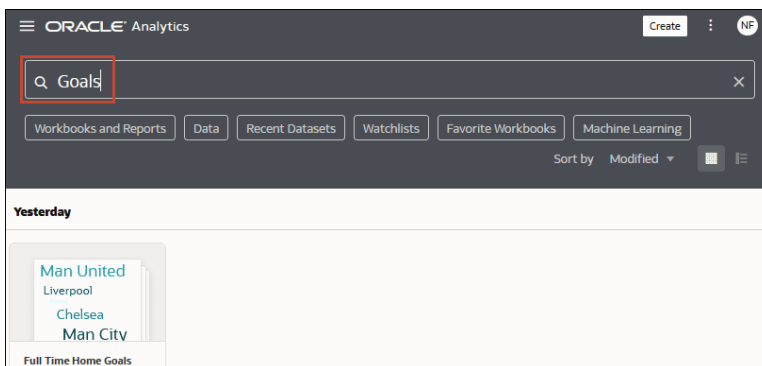 ORACLE Analytics
Create
NF
Goals
Workbooks and Reports
Data
Recent Datasets
Watchlists
Favorite Workbooks
Machine Learning
Sort by Modified
Yesterday
Man United
Liverpool
Chelsea
Man City
Full Time Home Goals